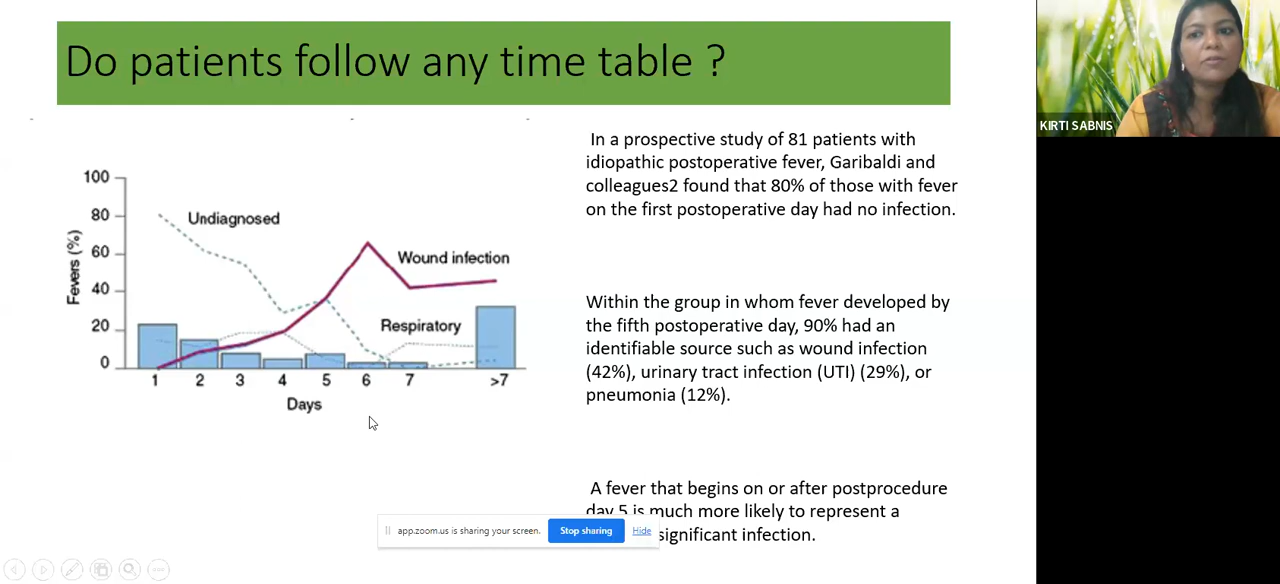 Do patients follow any time table ?
KIRTI SABNIS
In a prospective study of 81 patients with
idiopathic postoperative fever, Garibaldi and
colleagues2 found that 80% of those with fever
on the first postoperative day had no infection.
100
80
60
40
20
0
Fevers (%)
Undiagnosed
Wound infection
Respiratory
1 2 3 4 5 6 7 >7
Days
Within the group in whom fever developed by
the fifth postoperative day, 90% had an
identifiable source such as wound infection
(42%), urinary tract infection (UTI) (29%), or
pneumonia (12%).
A fever that begins on or after postprocedure
day 5 is much more likely to represent a
significant infection.
app.zoom.us is sharing your screen.
Stop sharing
Hide